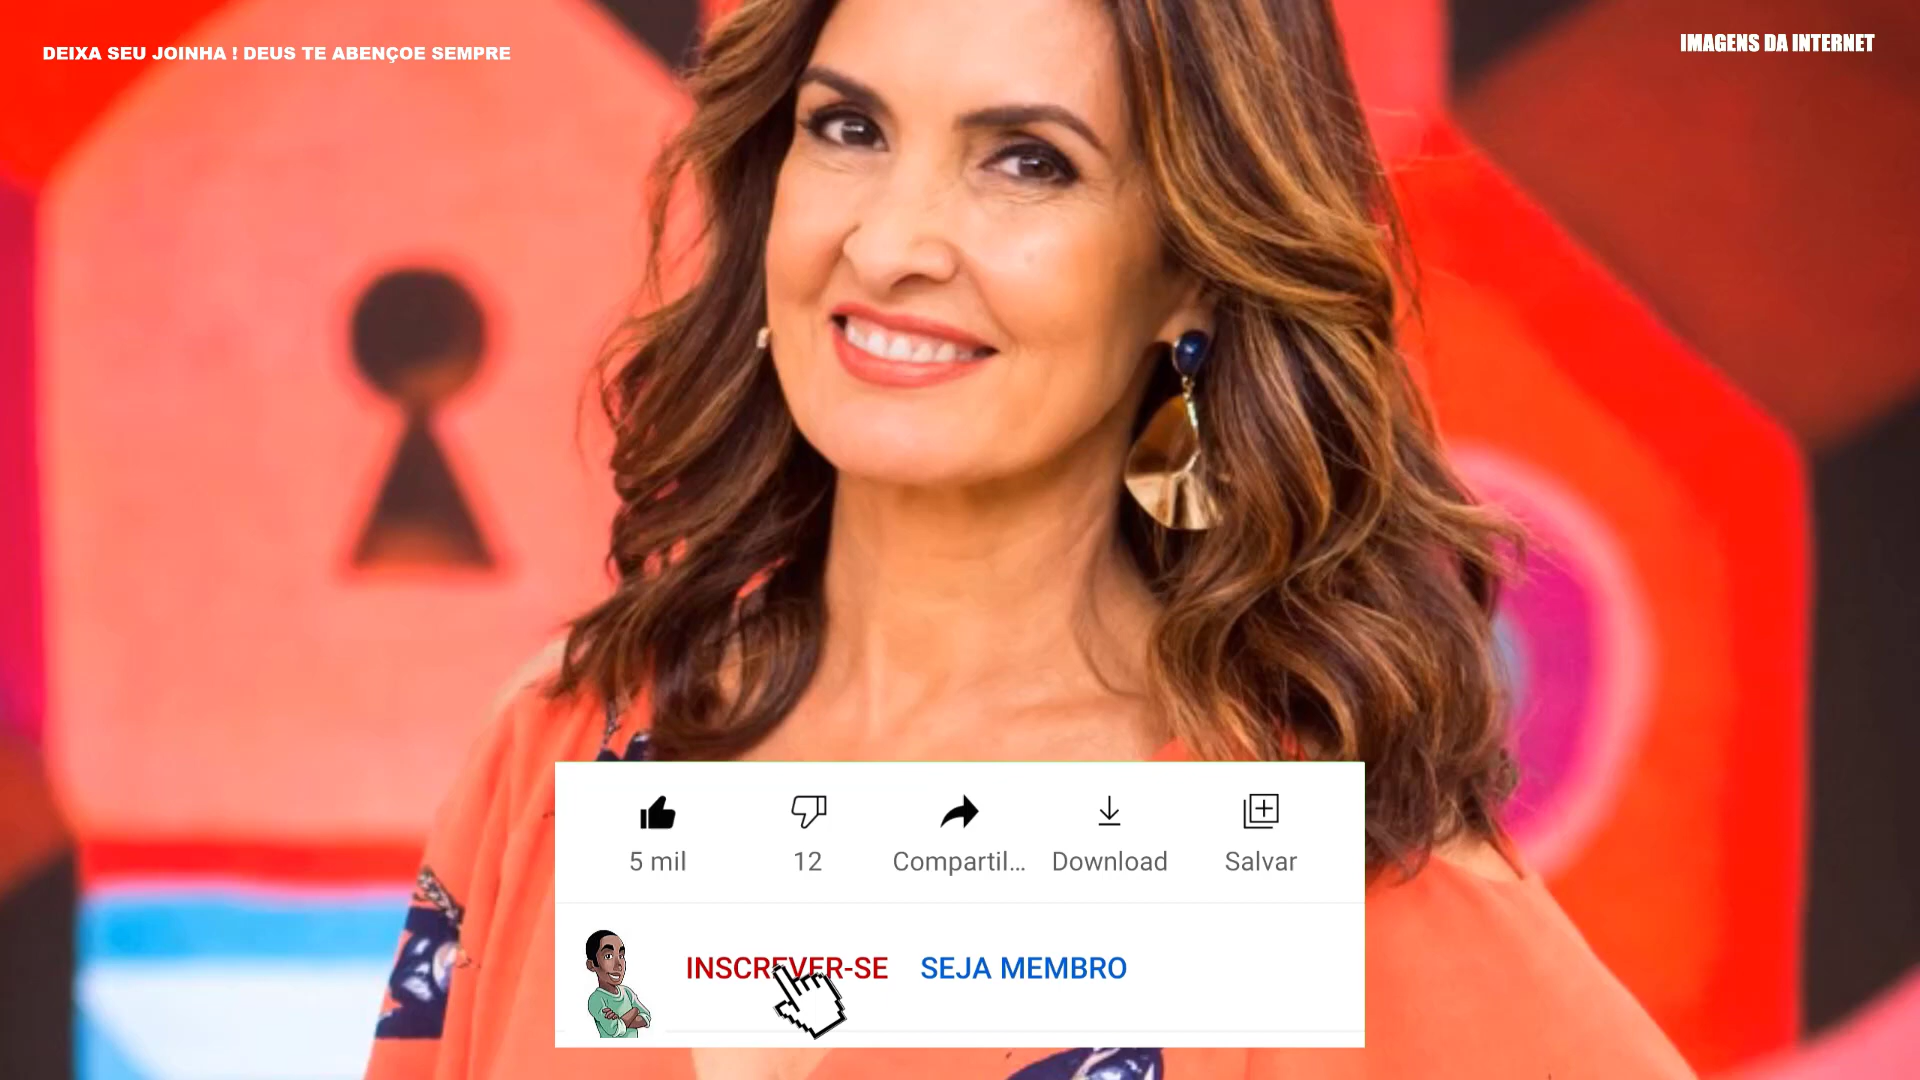 DEIXA SEU JOINHA ! DEUS TE ABENÇOE SEMPRE
IMAGENS DA INTERNET
5 mil
12
Compartil...
Download
Salvar
INSCREVER-SE
SEJA MEMBRO